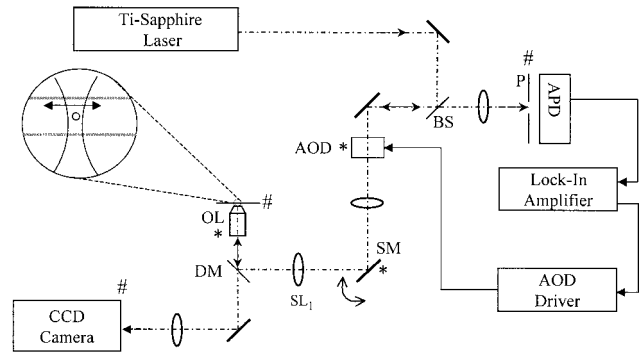 Ti-Sapphire
Laser
#
P
APD
BS
AOD *
Lock-In
Amplifier
OL
#
*
SM
*
DM
SL1
AOD
Driver
#
CCD
Camera